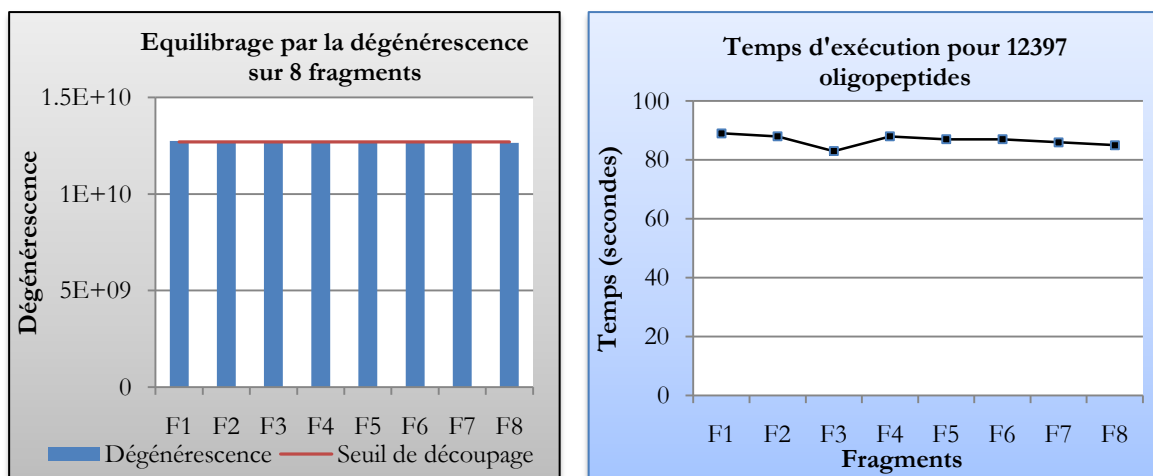 Equilibrage par la dégénérescence
sur 8 fragments
Dégénérescence
1.5E+10
1E+10
5E+09
0
F1 F2 F3 F4 F5 F6 F7 F8
Dégénérescence Seuil de découpage
Temps d'exécution pour 12397
oligopeptides
Temps (secondes)
100
80
60
40
20
0
F1 F2 F3 F4 F5 F6 F7 F8
Fragments